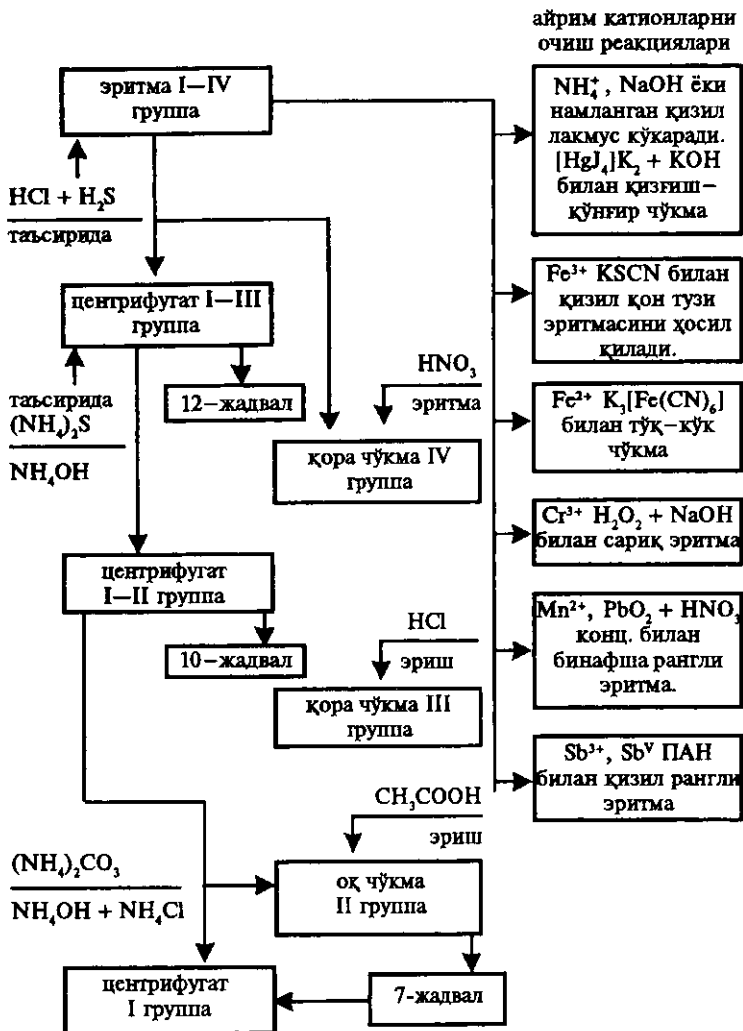 айрим катионларни
очиш реакциялари
эритма I—IV
группа
HCl + H₂S
таъсирида
центрифугат I—III
группа
таъсирида
(NH₄)₂S
NH₄OH
12–жадвал
HNO₃
эритма
қора чўкма IV
группа
центрифугат
I—II группа
10–жадвал
HCl
эриш
қора чўкма III
группа
CH₃COOH
эриш
(NH₄)₂CO₃
NH₄OH + NH₄Cl
оқ чўкма
II группа
центрифугат
I группа
7-жадвал
NH₄⁺, NaOH ёки
намланган қизил
лакмус кўкаради.
[HgJ₄]K₂ + KOH
билан қизғиш–
қўнғир чўкма
Fe³⁺ KSCN билан
қизил қон тузи
эритмасини ҳосил
қилади.
Fe²⁺ K₃[Fe(CN)₆]
билан тўқ–кўк
чўкма
Cr³⁺ H₂O₂ + NaOH
билан сариқ эритма
Mn²⁺, PbO₂ + HNO₃
конц. билан
бинафша рангли
эритма.
Sb³⁺, Sbⱽ ПАН
билан қизил рангли
эритма